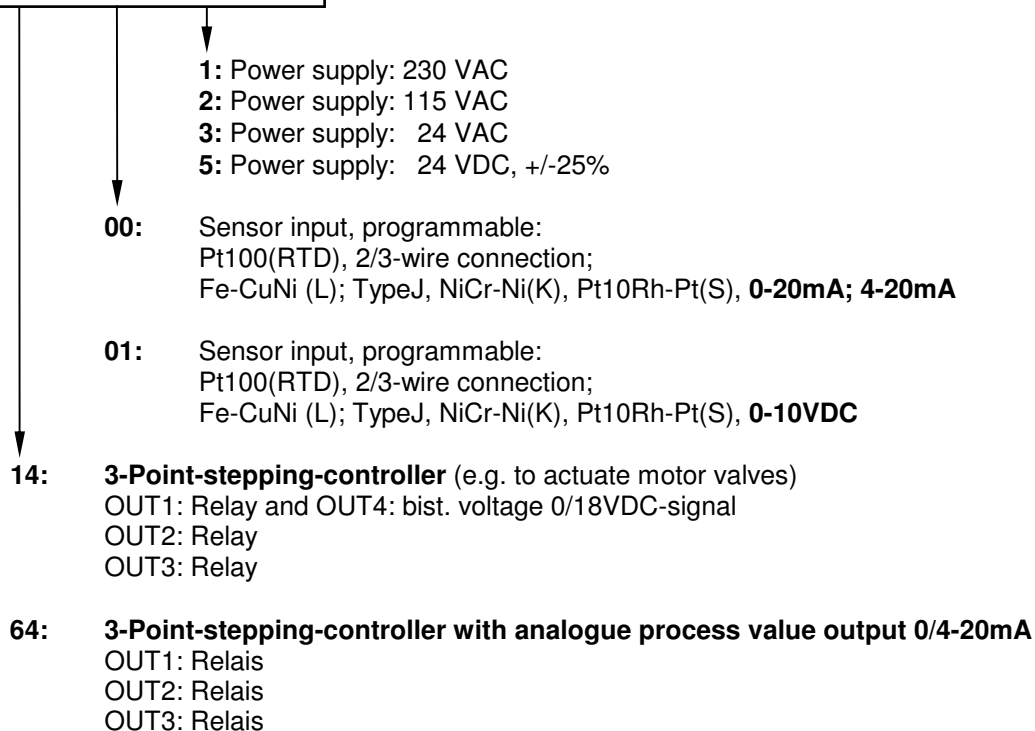 1: Power supply: 230 VAC
2: Power supply: 115 VAC
3: Power supply: 24 VAC
5: Power supply: 24 VDC, +/-25%
00: Sensor input, programmable:
Pt100(RTD), 2/3-wire connection;
Fe-CuNi (L); TypeJ, NiCr-Ni(K), Pt10Rh-Pt(S), 0-20mA; 4-20mA
01: Sensor input, programmable:
Pt100(RTD), 2/3-wire connection;
Fe-CuNi (L); TypeJ, NiCr-Ni(K), Pt10Rh-Pt(S), 0-10VDC
14: 3-Point-stepping-controller (e.g. to actuate motor valves)
OUT1: Relay and OUT4: bist. voltage 0/18VDC-signal
OUT2: Relay
OUT3: Relay
64: 3-Point-stepping-controller with analogue process value output 0/4-20mA
OUT1: Relais
OUT2: Relais
OUT3: Relais